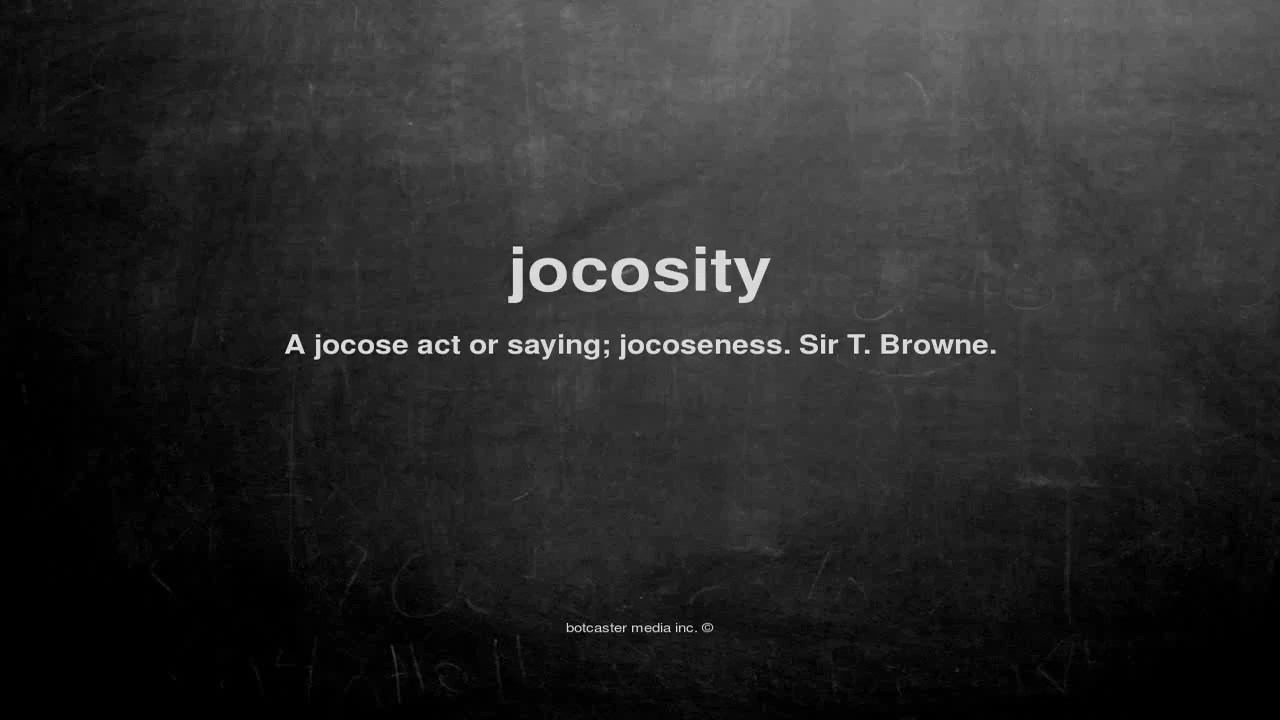 jocosity
A jocose act or saying; jocoseness. Sir T. Browne.
botcaster media inc. ©